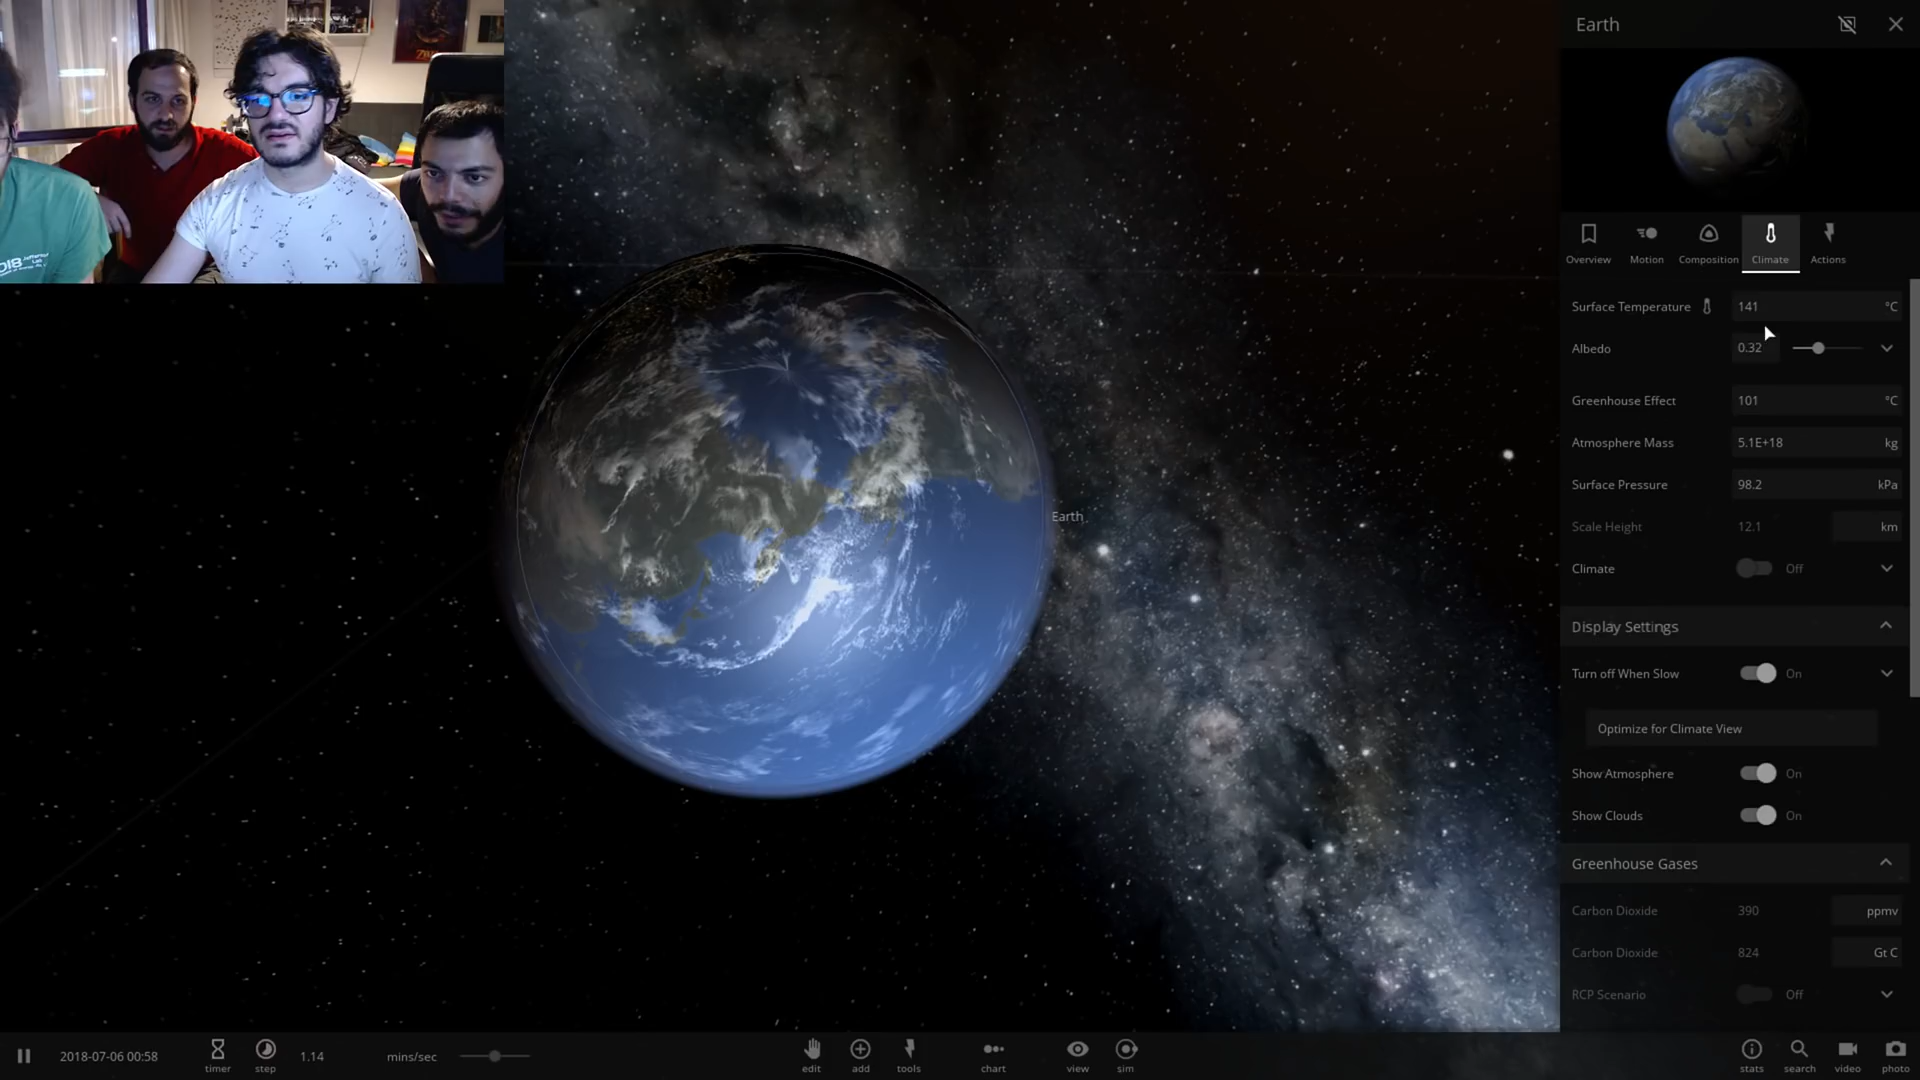 Earth
Overview
Motion
Composition
Climate
Actions
Surface Temperature 141 °C
Albedo 0.32
Greenhouse Effect 101 °C
Atmosphere Mass 5.1E+18 kg
Surface Pressure 98.2 kPa
Scale Height 12.1 km
Climate Off
Display Settings
Turn off When Slow On
Optimize for Climate View
Show Atmosphere On
Show Clouds On
Greenhouse Gases
Carbon Dioxide 390 ppmv
Carbon Dioxide 824 Gt C
RCP Scenario Off
Earth
2018-07-06 00:58
timer
step
1.14 mins/sec
edit
add
tools
chart
view
sim
stats
search
video
photo